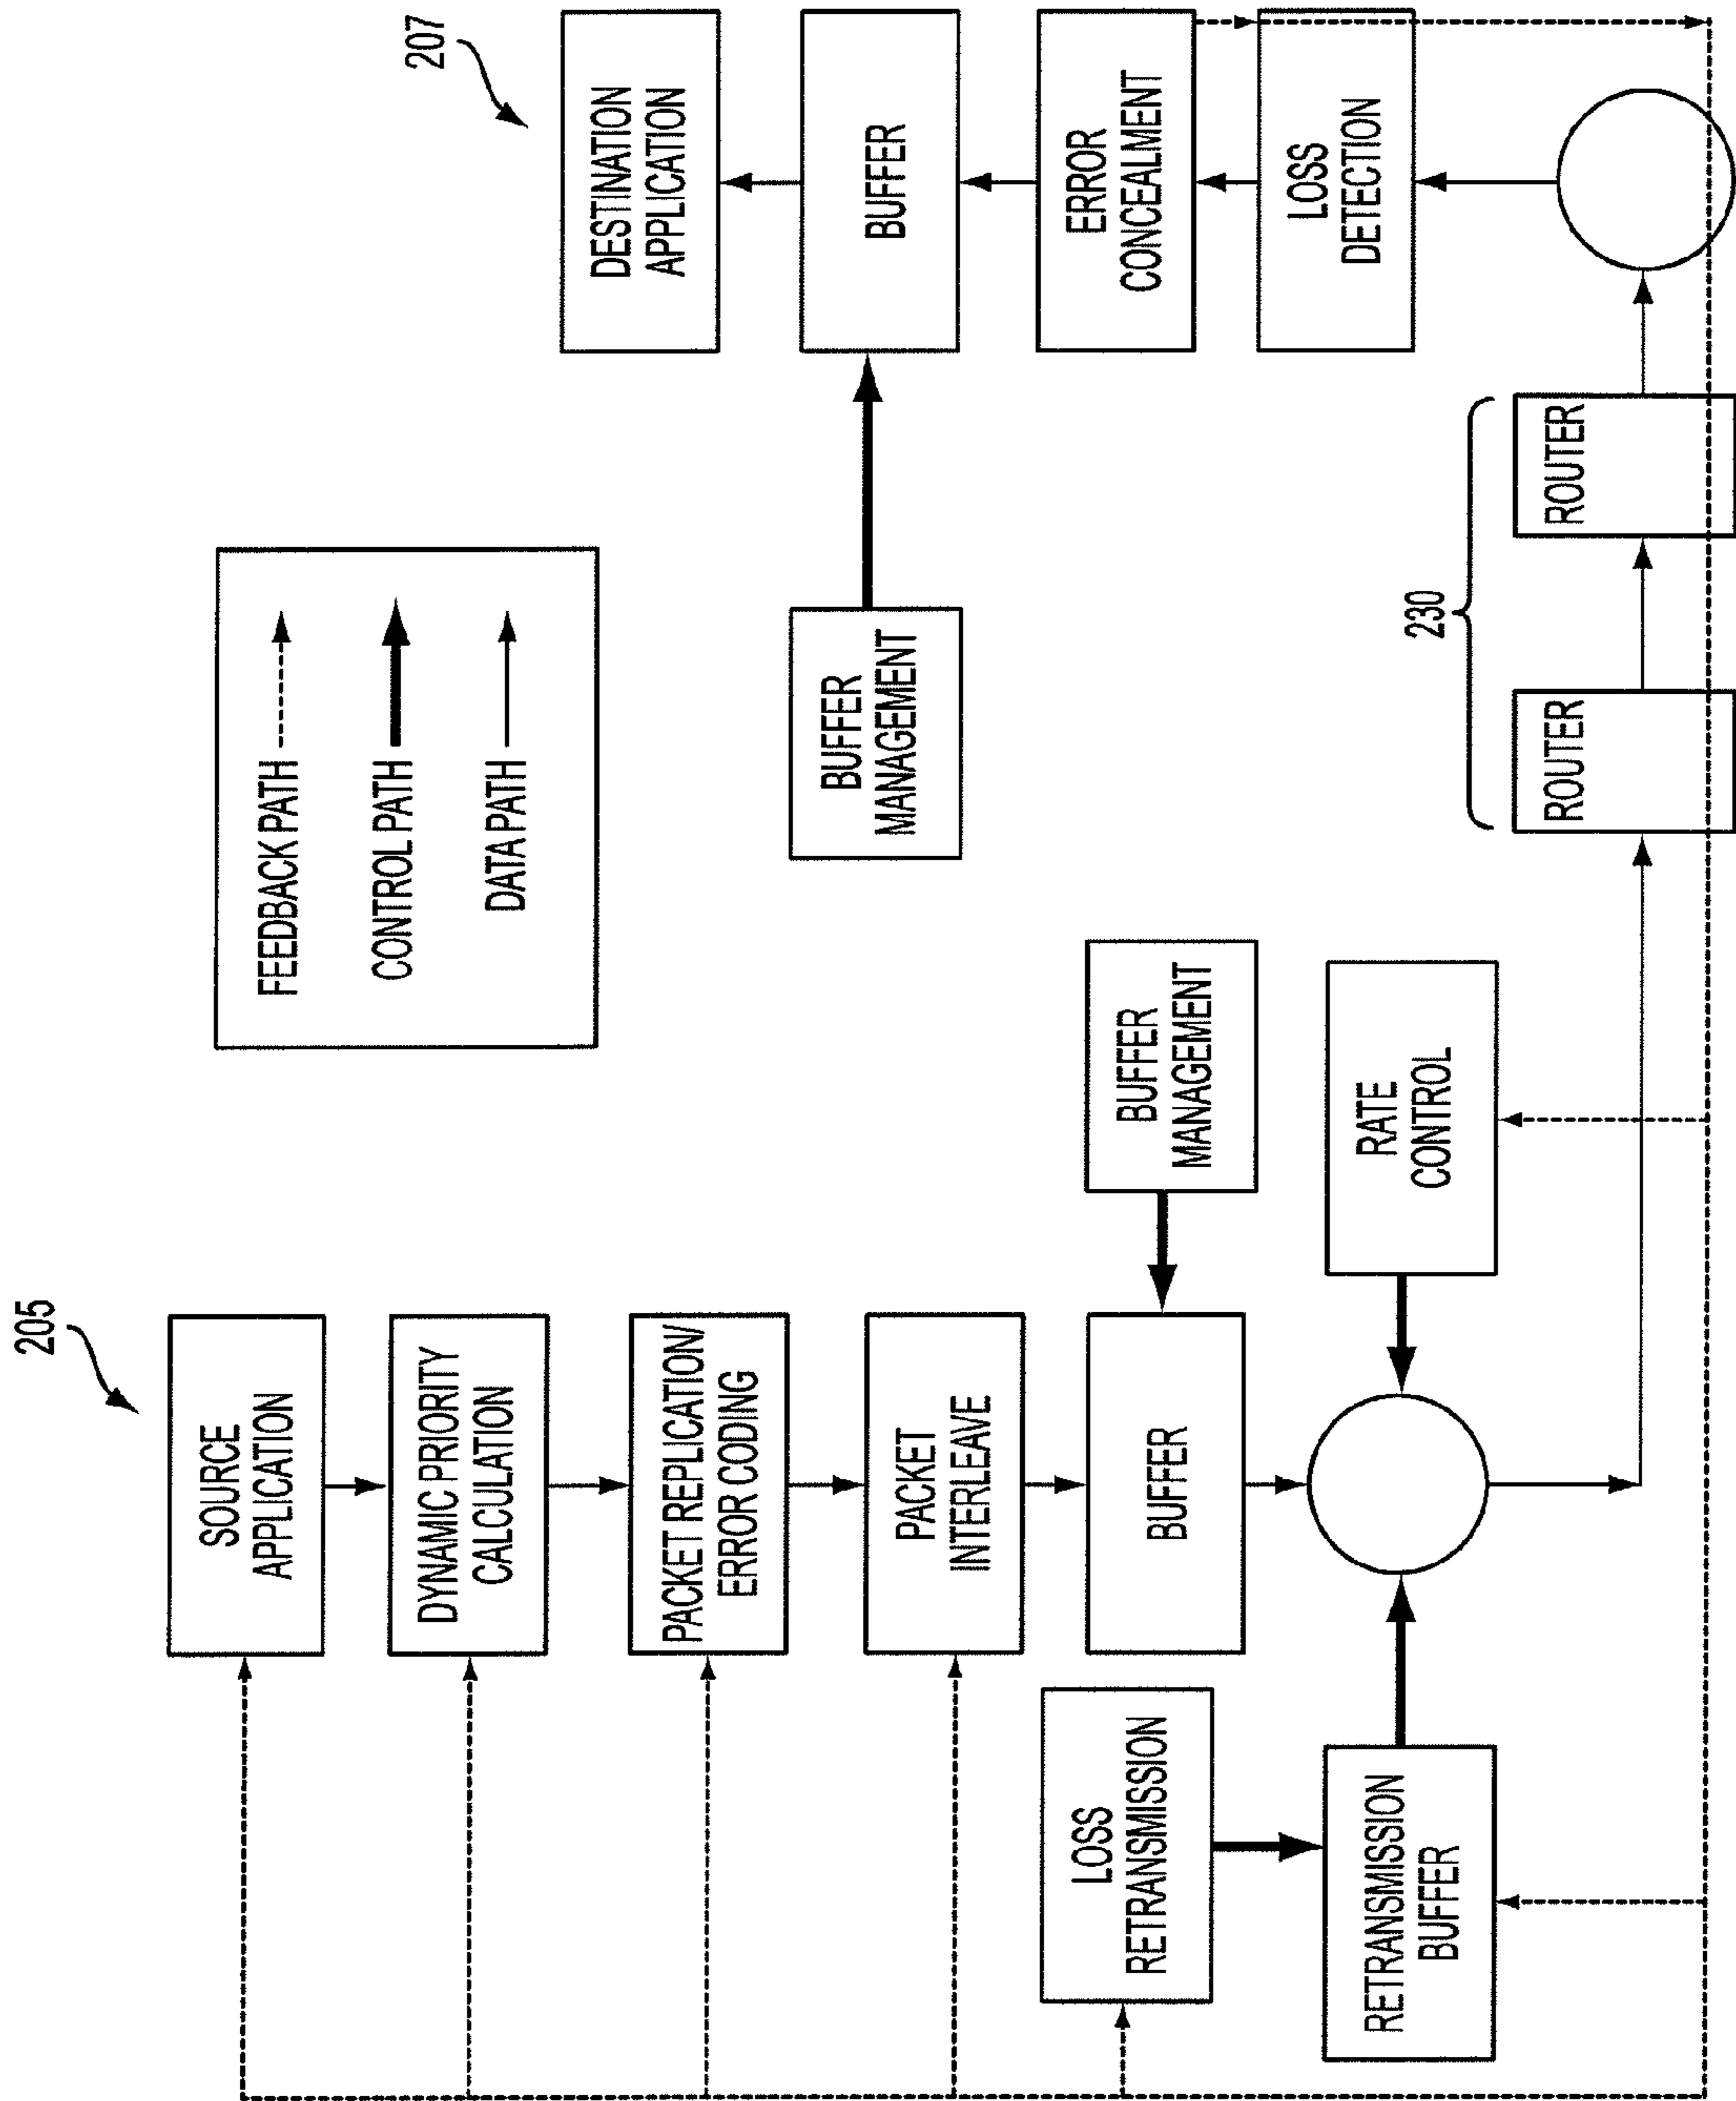 205
SOURCE
APPLICATION
DYNAMIC PRIORITY
CALCULATION
PACKET REPLICATION/
ERROR CODING
PACKET
INTERLEAVE
BUFFER
BUFFER
MANAGEMENT
LOSS
RETRANSMISSION
RETRANSMISSION
BUFFER
RATE
CONTROL
FEEDBACK PATH
CONTROL PATH
DATA PATH
207
DESTINATION
APPLICATION
BUFFER
BUFFER
MANAGEMENT
ERROR
CONCEALMENT
LOSS
DETECTION
230
ROUTER
ROUTER